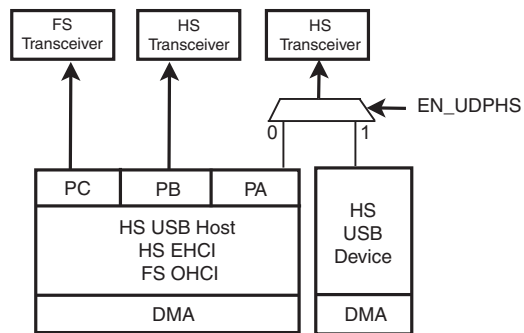 FS
Transceiver
HS
Transceiver
HS
Transceiver
EN_UDPHS
0
1
PC
PB
PA
HS USB Host
HS EHCI
FS OHCI
DMA
HS
USB
Device
DMA